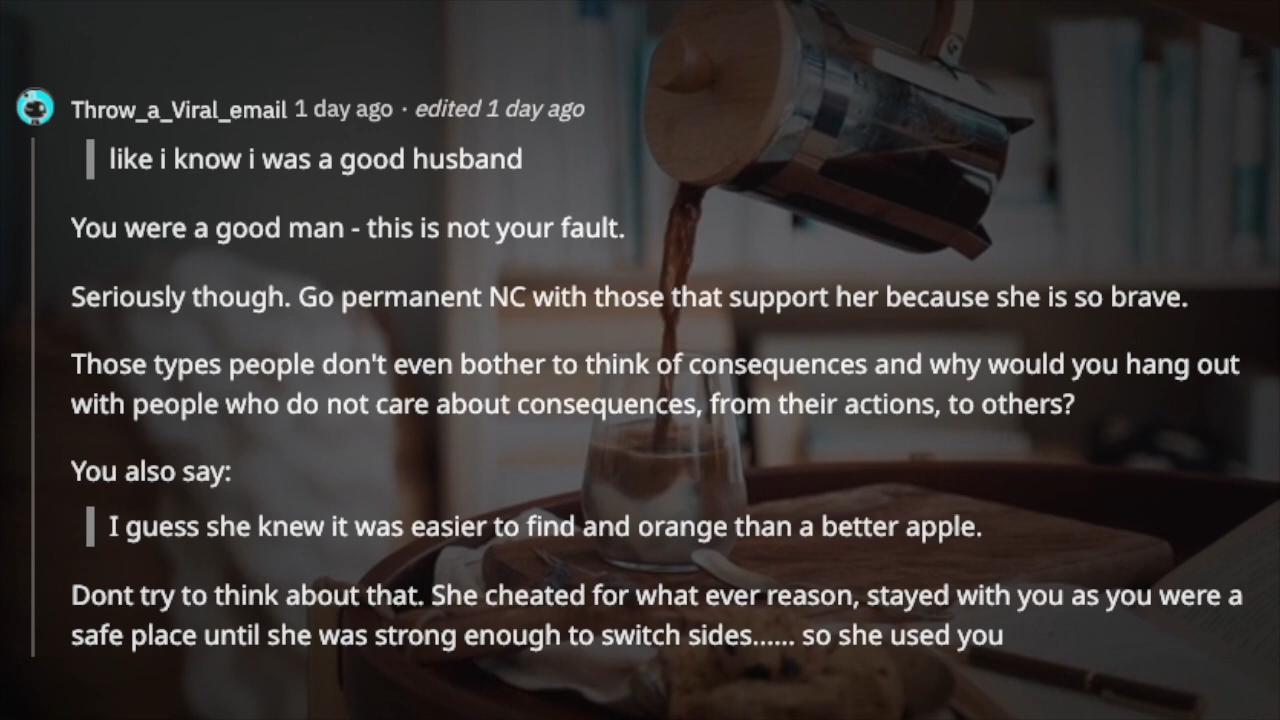 Throw_a_Viral_email 1 day ago · edited 1 day ago
like i know i was a good husband
You were a good man - this is not your fault.
Seriously though. Go permanent NC with those that support her because she is so brave.
Those types people don't even bother to think of consequences and why would you hang out
with people who do not care about consequences, from their actions, to others?
You also say:
I guess she knew it was easier to find and orange than a better apple.
Dont try to think about that. She cheated for what ever reason, stayed with you as you were a
safe place until she was strong enough to switch sides...... so she used you